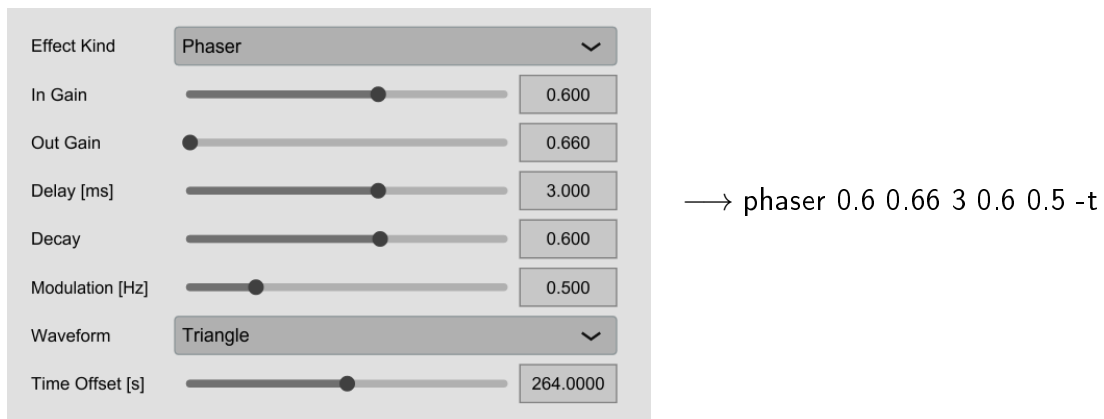 Effect Kind Phaser
In Gain 0.600
Out Gain 0.660
Delay [ms] 3.000
Decay 0.600
Modulation [Hz] 0.500
Waveform Triangle
Time Offset [s] 264.0000
⟶ phaser 0.6 0.66 3 0.6 0.5 -t